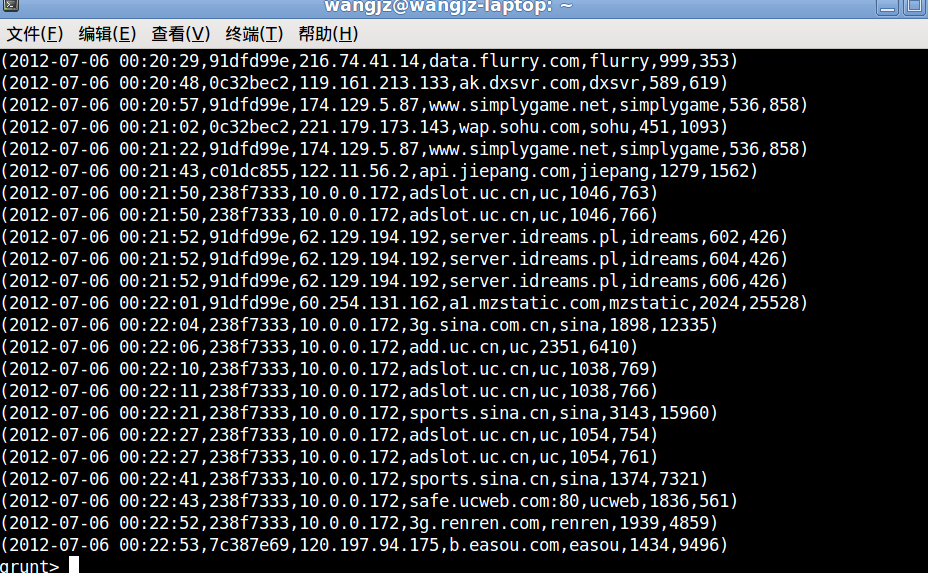 wangjz@wangjz-laptop: ~
文件(F) 编辑(E) 查看(V) 终端(T) 帮助(H)
(2012-07-06 00:20:29,91dfd99e,216.74.41.14,data.flurry.com,flurry,999,353)
(2012-07-06 00:20:48,0c32bec2,119.161.213.133,ak.dxsvr.com,dxsvr,589,619)
(2012-07-06 00:20:57,91dfd99e,174.129.5.87,www.simplygame.net,simplygame,536,858)
(2012-07-06 00:21:02,0c32bec2,221.179.173.143,wap.sohu.com,sohu,451,1093)
(2012-07-06 00:21:22,91dfd99e,174.129.5.87,www.simplygame.net,simplygame,536,858)
(2012-07-06 00:21:43,c01dc855,122.11.56.2,api.jiepang.com,jiepang,1279,1562)
(2012-07-06 00:21:50,238f7333,10.0.0.172,adslot.uc.cn,uc,1046,763)
(2012-07-06 00:21:50,238f7333,10.0.0.172,adslot.uc.cn,uc,1046,766)
(2012-07-06 00:21:52,91dfd99e,62.129.194.192,server.idreams.pl,idreams,602,426)
(2012-07-06 00:21:52,91dfd99e,62.129.194.192,server.idreams.pl,idreams,604,426)
(2012-07-06 00:21:52,91dfd99e,62.129.194.192,server.idreams.pl,idreams,606,426)
(2012-07-06 00:22:01,91dfd99e,60.254.131.162,a1.mzstatic.com,mzstatic,2024,25528)
(2012-07-06 00:22:04,238f7333,10.0.0.172,3g.sina.com.cn,sina,1898,12335)
(2012-07-06 00:22:06,238f7333,10.0.0.172,add.uc.cn,uc,2351,6410)
(2012-07-06 00:22:10,238f7333,10.0.0.172,adslot.uc.cn,uc,1038,769)
(2012-07-06 00:22:11,238f7333,10.0.0.172,adslot.uc.cn,uc,1038,766)
(2012-07-06 00:22:21,238f7333,10.0.0.172,sports.sina.cn,sina,3143,15960)
(2012-07-06 00:22:27,238f7333,10.0.0.172,adslot.uc.cn,uc,1054,754)
(2012-07-06 00:22:27,238f7333,10.0.0.172,adslot.uc.cn,uc,1054,761)
(2012-07-06 00:22:41,238f7333,10.0.0.172,sports.sina.cn,sina,1374,7321)
(2012-07-06 00:22:43,238f7333,10.0.0.172,safe.ucweb.com:80,ucweb,1836,561)
(2012-07-06 00:22:52,238f7333,10.0.0.172,3g.renren.com,renren,1939,4859)
(2012-07-06 00:22:53,7c387e69,120.197.94.175,b.easou.com,easou,1434,9496)
grunt>